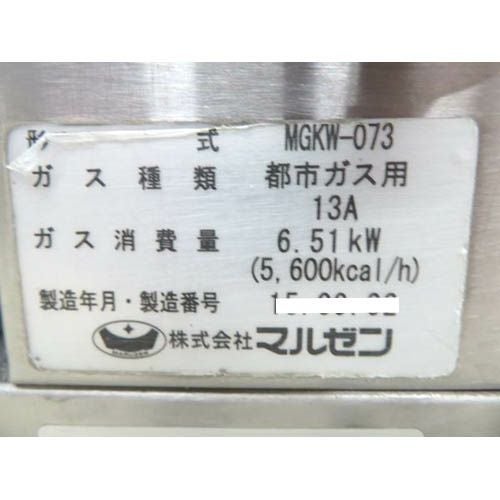 形 式 MGKW-073
ガス種類 都市ガス用
13A
ガス消費量 6.51kW
(5,600kcal/h)
製造年月・製造番号
MARUZEN 株式会社マルゼン